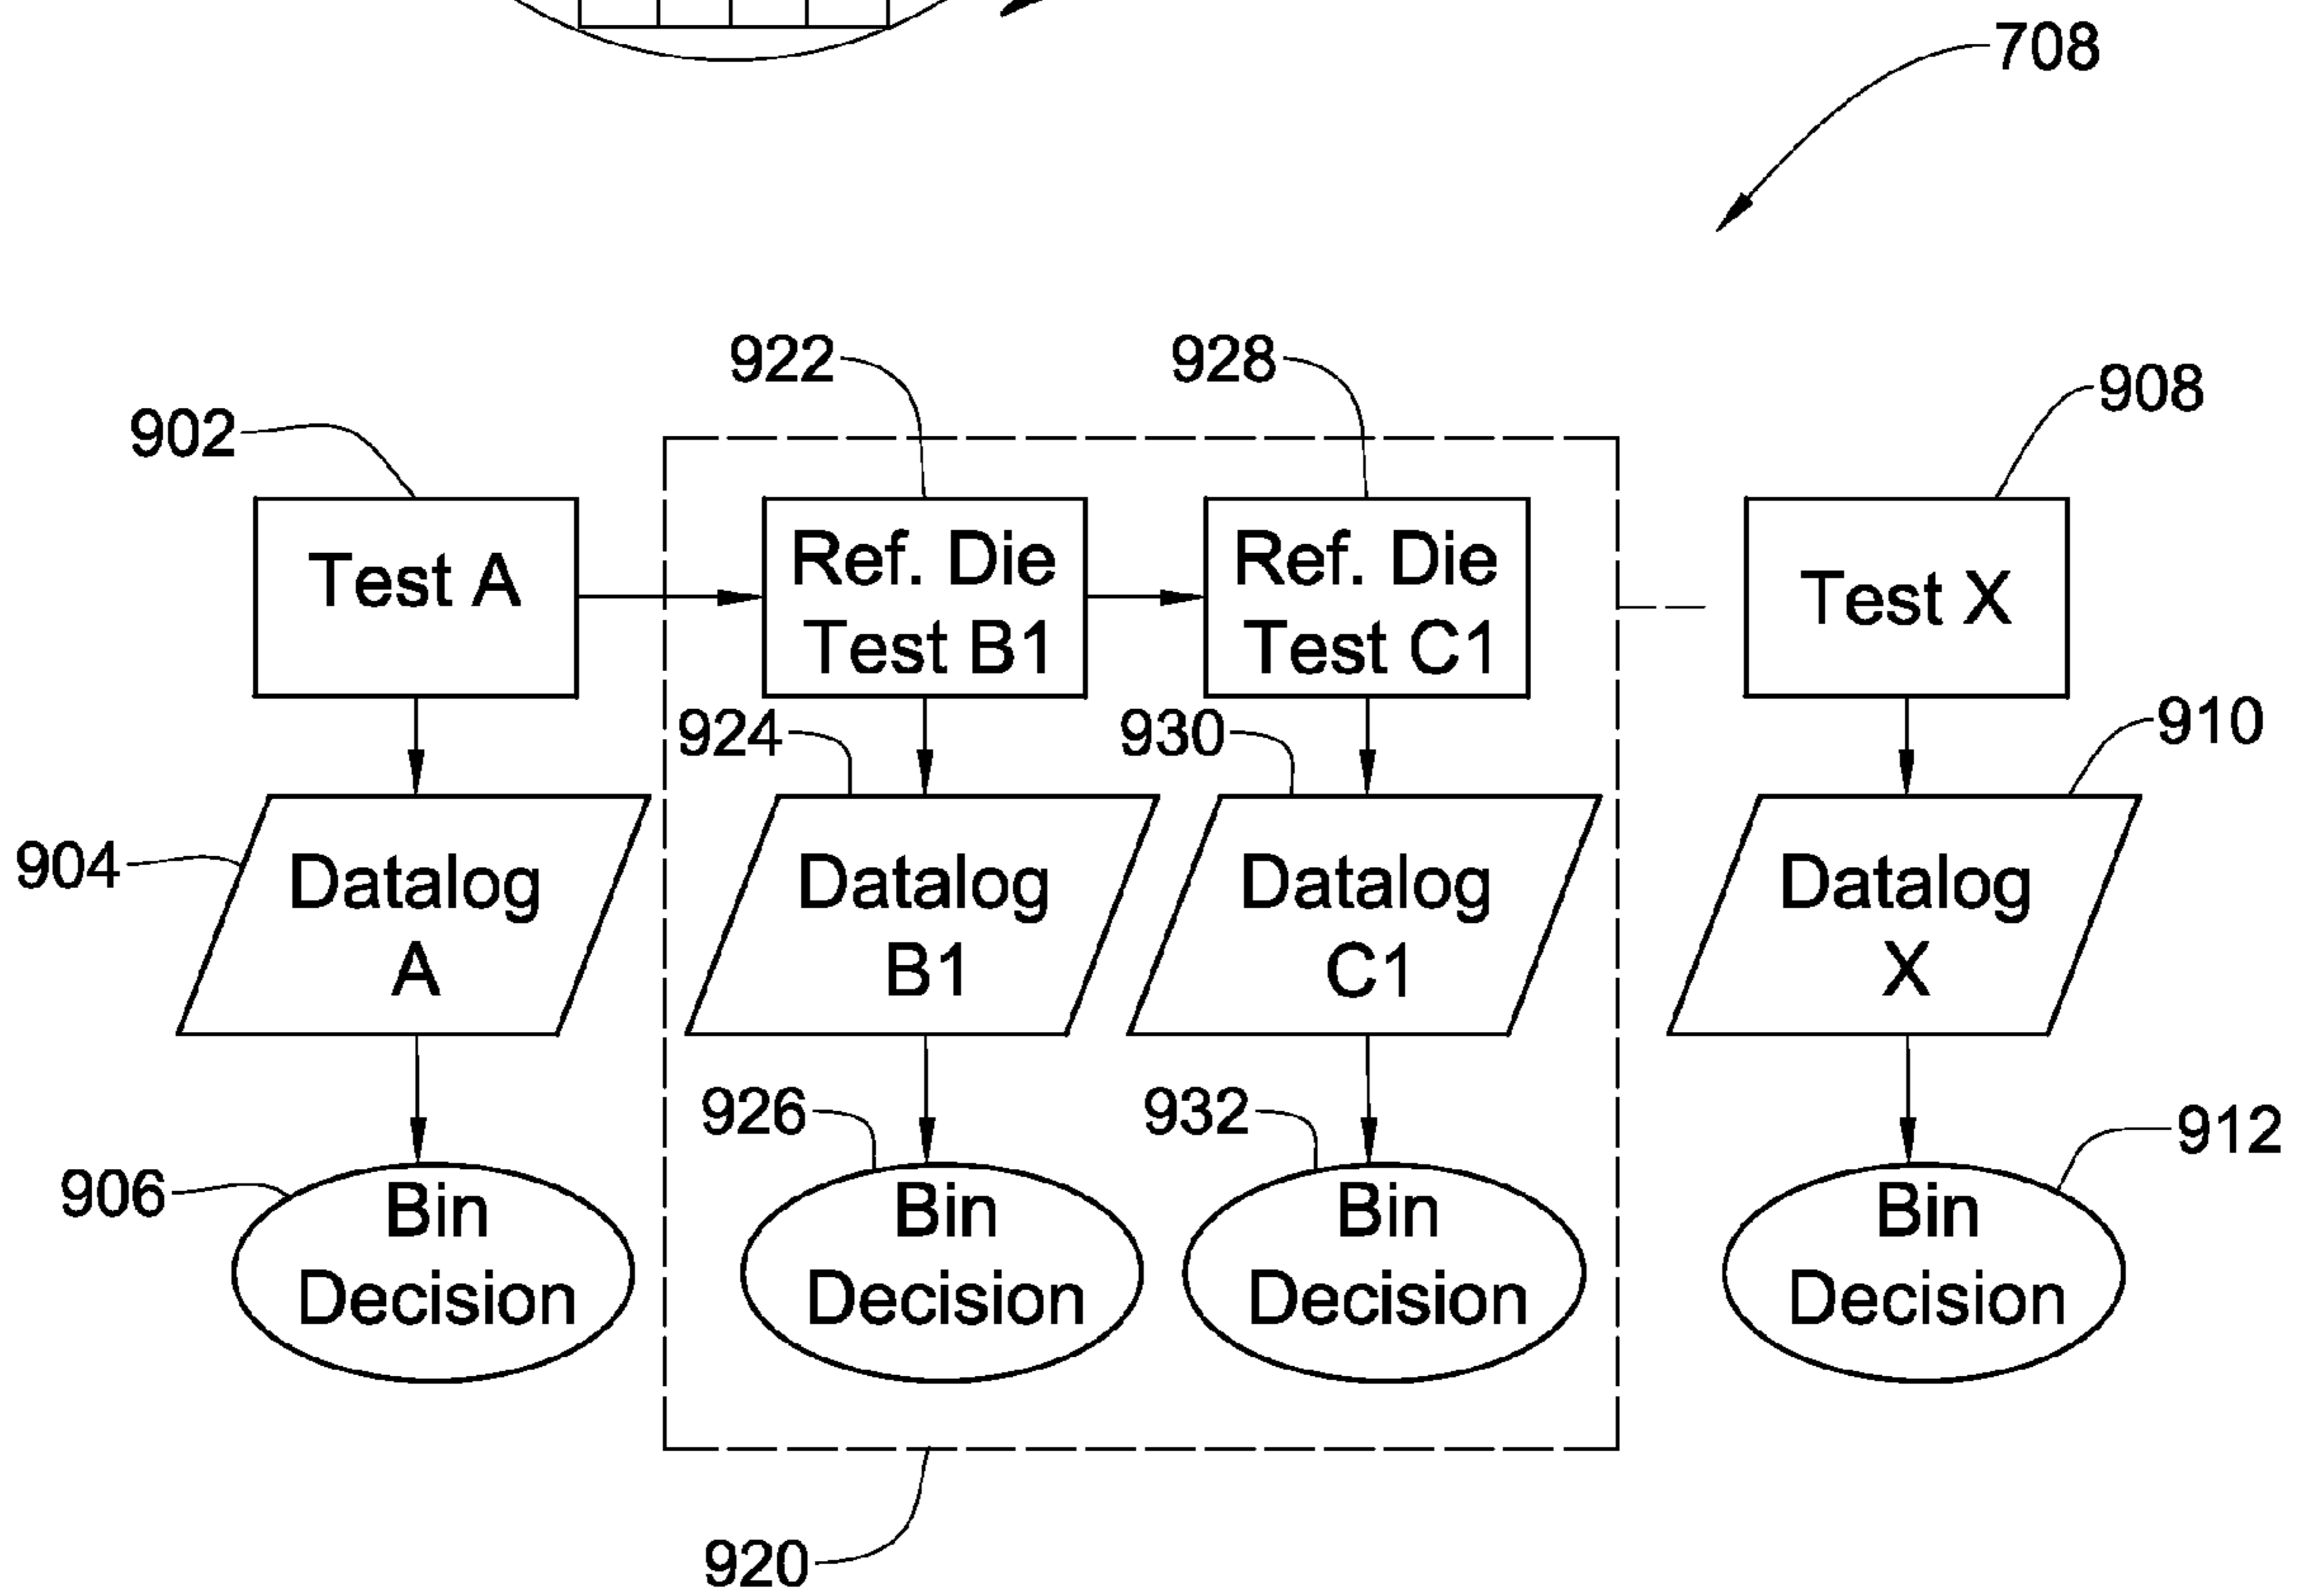 708
922
928
908
902
Test A
Ref. Die
Test B1
Ref. Die
Test C1
Test X
924
930
910
904
Datalog
A
Datalog
B1
Datalog
C1
Datalog
X
926
932
912
906
Bin
Decision
Bin
Decision
Bin
Decision
Bin
Decision
920